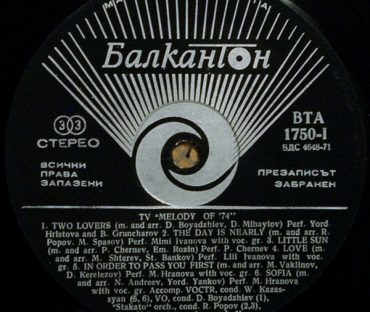 Балкантон
ВТА
1750-I
БДС 4648-71
33
СТЕРЕО
ВСИЧКИ
ПРАВА
ЗАПАЗЕНИ
ПРЕЗАПИСЪТ
ЗАБРАНЕН
TV "MELODY OF '74"
1. TWO LOVERS (m. and arr. D. Boyadzhiev, D. Mihaylov) Perf. Yord
Hristova and B. Gruncharov 2. THE DAY IS NEARLY (m. and arr. R.
Popov. M. Spasov) Perf. Mimi Ivanova with voc. gr. 3. LITTLE SUN
(m. and arr. P. Chernev, Em. Rozin) Perf. P. Chernev 4. LOVE (m.
and arr. M. Shterev, St. Bankov) Perf. Lili Ivanova with voc.
gr. 5. IN ORDER TO PASS YOU FIRST (m. and arr. M. Vaklinov,
D. Kerelezov) Perf. M. Hranova with voc. gr. 6. SOFIA (m.
and arr. N. Andreev, Yord. Yankov) Perf. M. Hranova
with voc. gr. Accomp. VOCTR, cond. W. Kazas-
syan (5, 6), VO, cond. D. Boyadzhiev (1),
"Stakato" orch., cond. R. Popov (2,3),